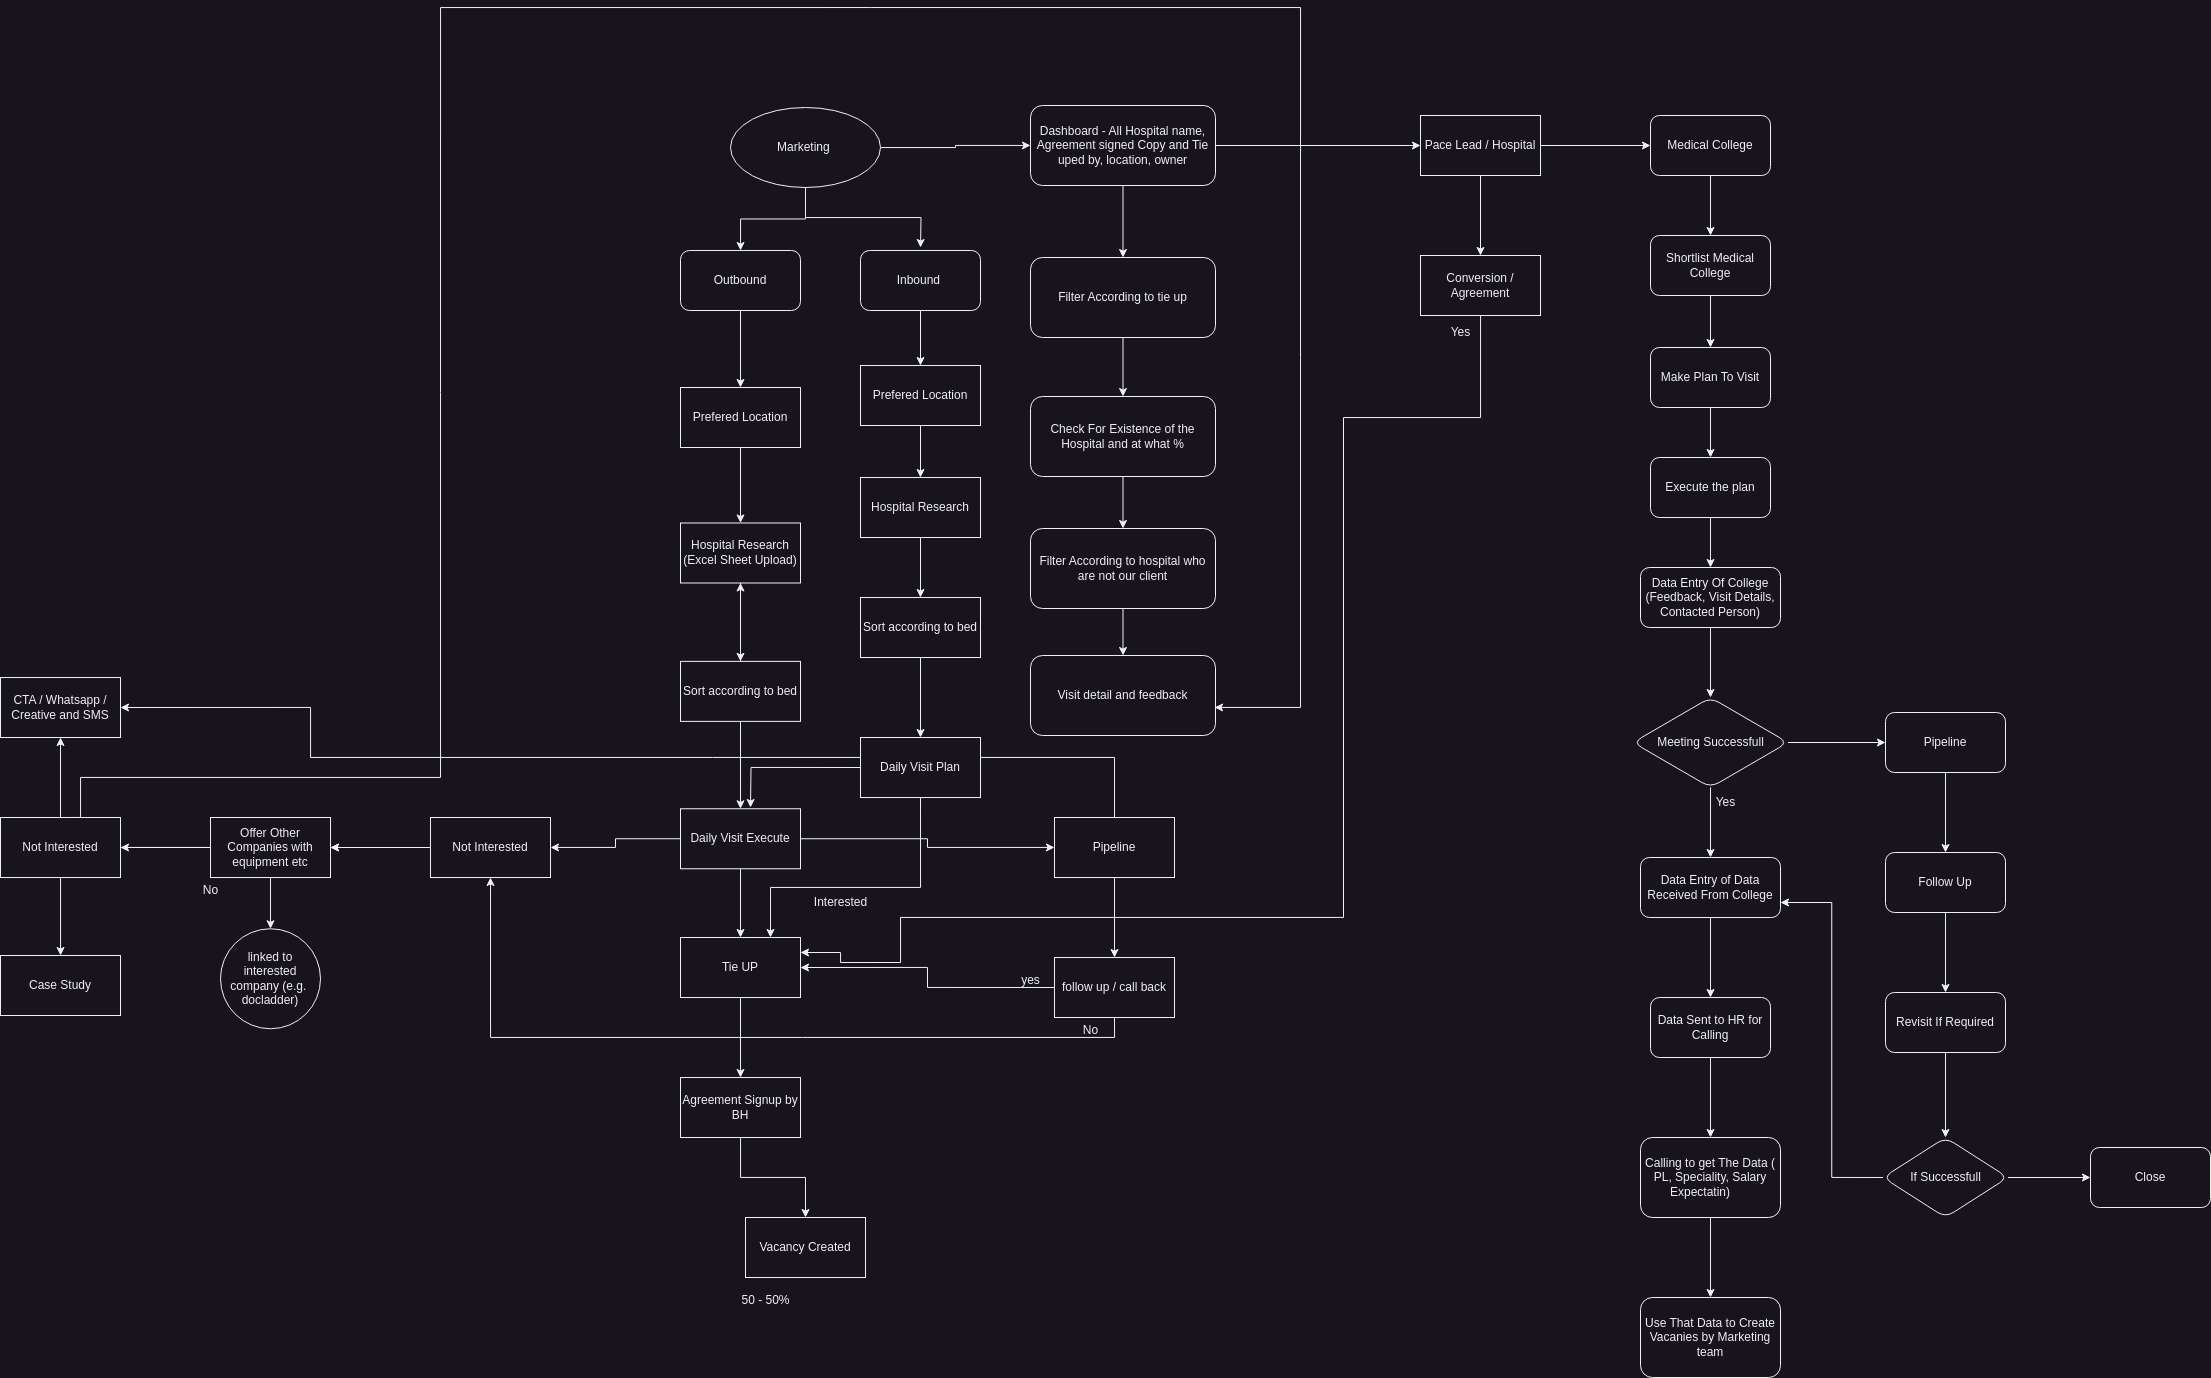 Marketing
Dashboard - All Hospital name,
Agreement signed Copy and Tie
uped by, location, owner
Pace Lead / Hospital
Medical College
Outbound
Inbound
Filter According to tie up
Conversion /
Agreement
Yes
Shortlist Medical
College
Prefered Location
Prefered Location
Check For Existence of the
Hospital and at what %
Make Plan To Visit
Hospital Research
(Excel Sheet Upload)
Hospital Research
Filter According to hospital who
are not our client
Execute the plan
Sort according to bed
Sort according to bed
Visit detail and feedback
Data Entry Of College
(Feedback, Visit Details,
Contacted Person)
CTA / Whatsapp /
Creative and SMS
Daily Visit Plan
Meeting Successfull
Pipeline
Yes
Not Interested
Offer Other
Companies with
equipment etc
No
Not Interested
Daily Visit Execute
Pipeline
Interested
Data Entry of Data
Received From College
Follow Up
Case Study
linked to
interested
company (e.g.
docladder)
Tie UP
yes
follow up / call back
No
Data Sent to HR for
Calling
Revisit If Required
Agreement Signup by
BH
Calling to get The Data (
PL, Speciality, Salary
Expectatin)
If Successfull
Close
Vacancy Created
50 - 50%
Use That Data to Create
Vacanies by Marketing
team